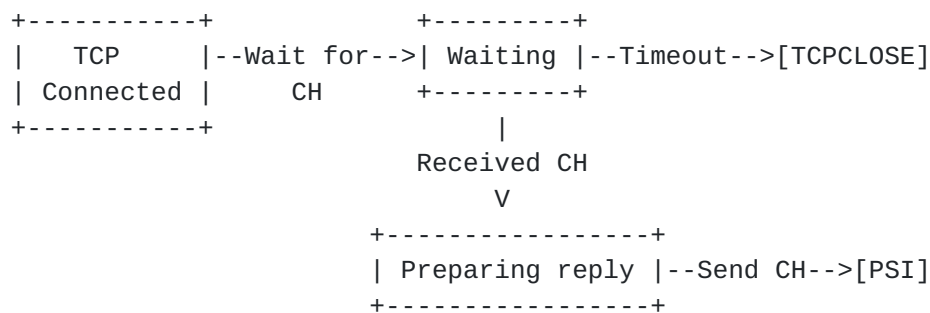 +-----------+             +---------+
|    TCP    |--Wait for-->| Waiting |--Timeout-->[TCPCLOSE]
| Connected |     CH      +---------+
+-----------+                  |
                          Received CH
                               V
                       +-----------------+
                       | Preparing reply |--Send CH-->[PSI]
                       +-----------------+